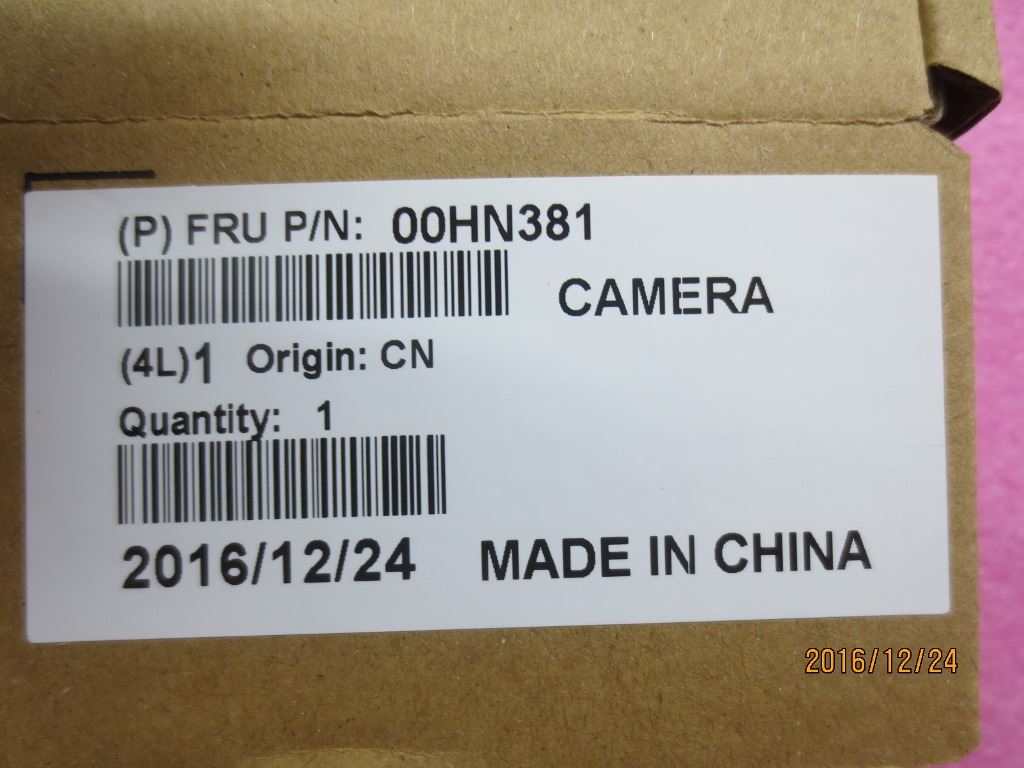 (P) FRU P/N: 00HN381
CAMERA
(4L)1 Origin: CN
Quantity: 1
2016/12/24 MADE IN CHINA
2016/12/24